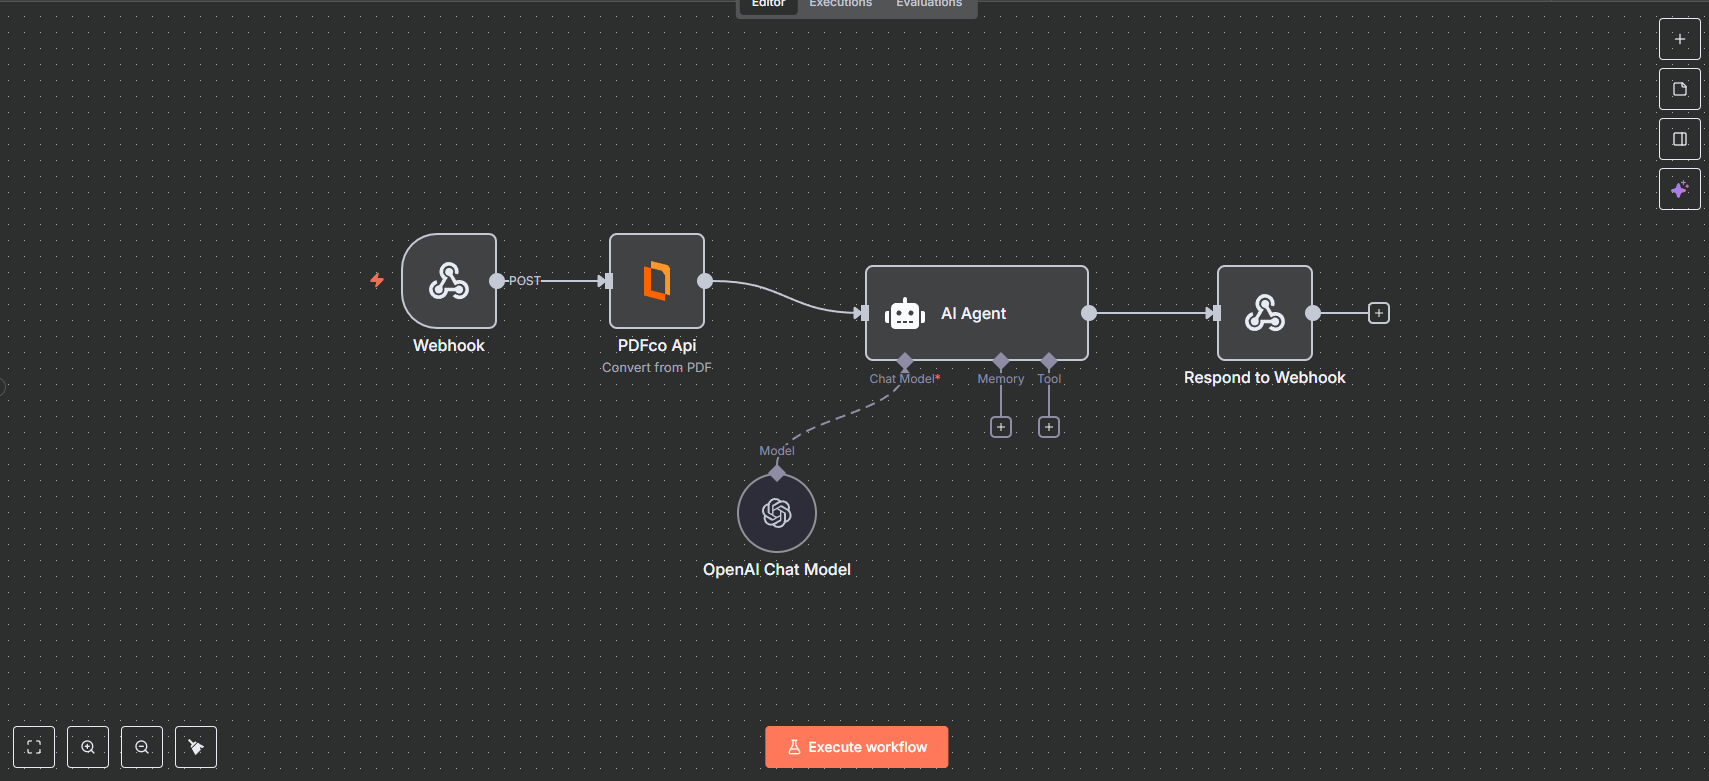 Editor Executions Evaluations
POST
AI Agent
Webhook
PDFco Api
Convert from PDF
Chat Model*
Memory
Tool
Respond to Webhook
Model
OpenAI Chat Model
Execute workflow